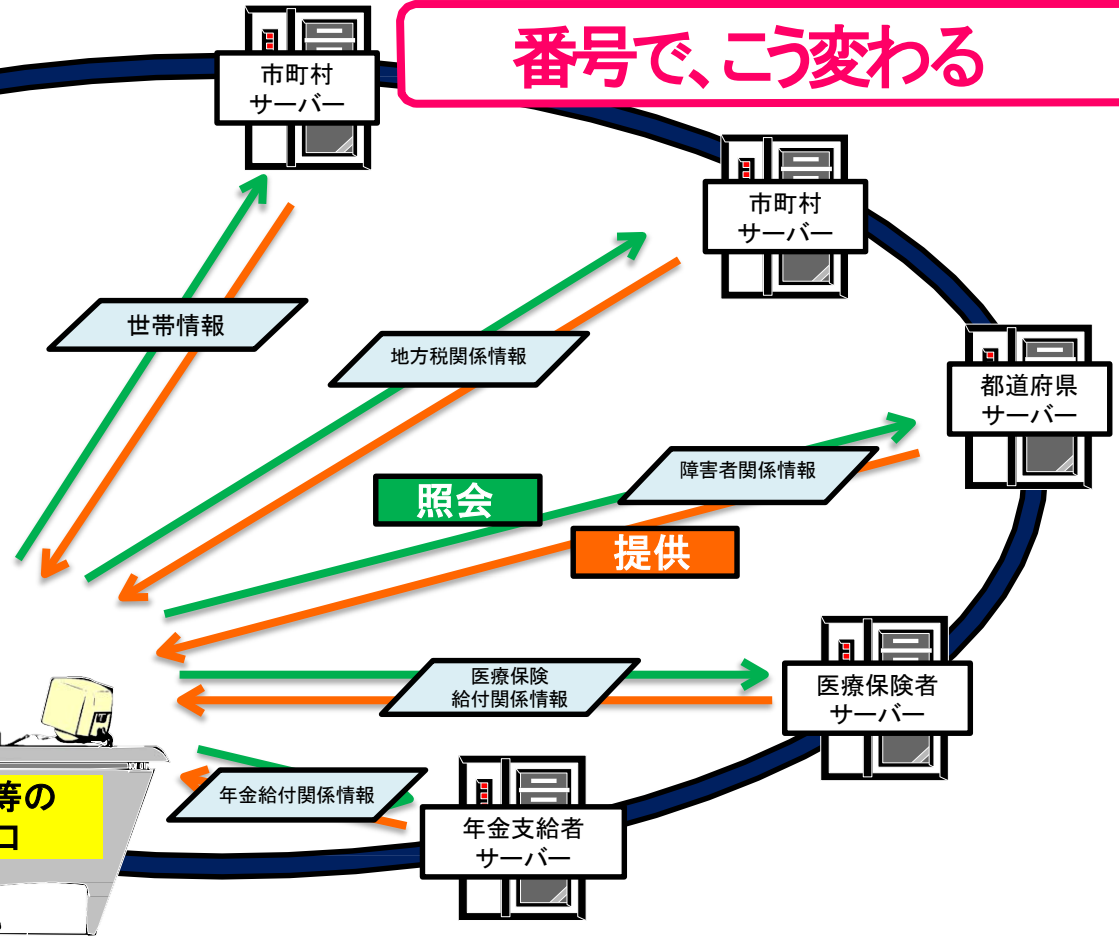 番号で、こう変わる
市町村
サーバー
市町村
サーバー
都道府県
サーバー
世帯情報
地方税関係情報
障害者関係情報
照会
提供
医療保険
給付関係情報
医療保険者
サーバー
年金給付関係情報
年金支給者
サーバー
等の
口